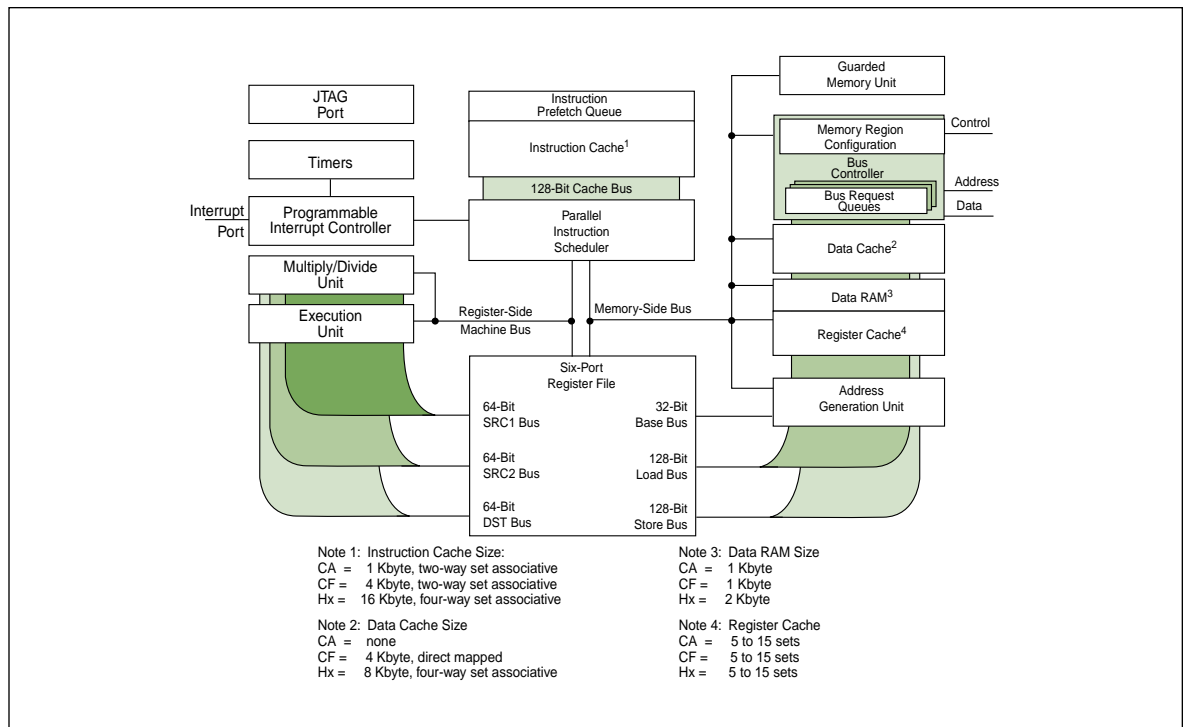 JTAG
Port
Timers
Interrupt
Port
Programmable
Interrupt Controller
Multiply/Divide
Unit
Execution
Unit
Instruction
Prefetch Queue
Instruction Cache1
128-Bit Cache Bus
Parallel
Instruction
Scheduler
Register-Side
Machine Bus
Memory-Side Bus
Guarded
Memory Unit
Memory Region
Configuration
Bus
Controller
Bus Request
Queues
Control
Address
Data
Data Cache2
Data RAM3
Register Cache4
Address
Generation Unit
Six-Port
Register File
64-Bit
SRC1 Bus
64-Bit
SRC2 Bus
64-Bit
DST Bus
32-Bit
Base Bus
128-Bit
Load Bus
128-Bit
Store Bus
Note 1: Instruction Cache Size:
CA = 1 Kbyte, two-way set associative
CF = 4 Kbyte, two-way set associative
Hx = 16 Kbyte, four-way set associative
Note 2: Data Cache Size
CA = none
CF = 4 Kbyte, direct mapped
Hx = 8 Kbyte, four-way set associative
Note 3: Data RAM Size
CA = 1 Kbyte
CF = 1 Kbyte
Hx = 2 Kbyte
Note 4: Register Cache
CA = 5 to 15 sets
CF = 5 to 15 sets
Hx = 5 to 15 sets